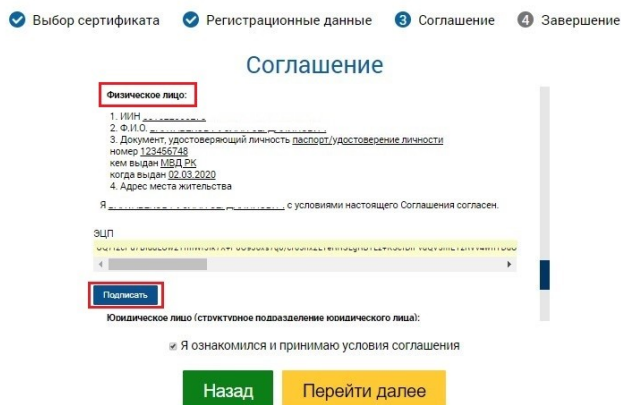 Выбор сертификата
Регистрационные данные
3 Соглашение
4 Завершение
Соглашение
Физическое лицо:
1. ИИН
2. Ф.И.О.
3. Документ, удостоверяющий личность паспорт/удостоверение личности
номер 123456748
кем выдан МВД РК
когда выдан 02.03.2020
4. Адрес места жительства
Я с условиями настоящего Соглашения согласен.
ЭЦП
Подписать
Юридическое лицо (структурное подразделение юридического лица):
Я ознакомился и принимаю условия соглашения
Назад
Перейти далее